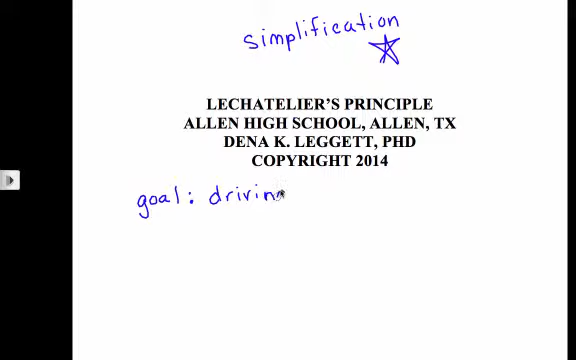 simplification
LECHATELIER'S PRINCIPLE
ALLEN HIGH SCHOOL, ALLEN, TX
DENA K. LEGGETT, PHD
COPYRIGHT 2014
goal: drivin